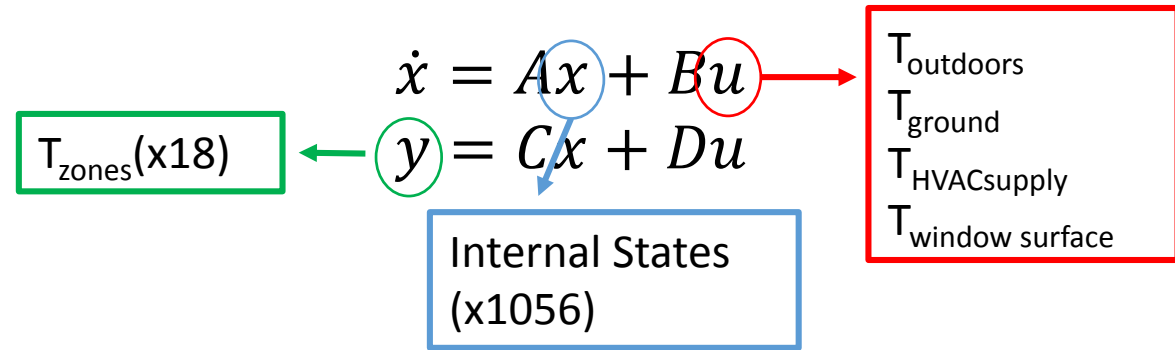 ẋ = Ax + Bu
y = Cx + Du
T_zones(x18)
Internal States
(x1056)
T_outdoors
T_ground
T_HVACsupply
T_window surface